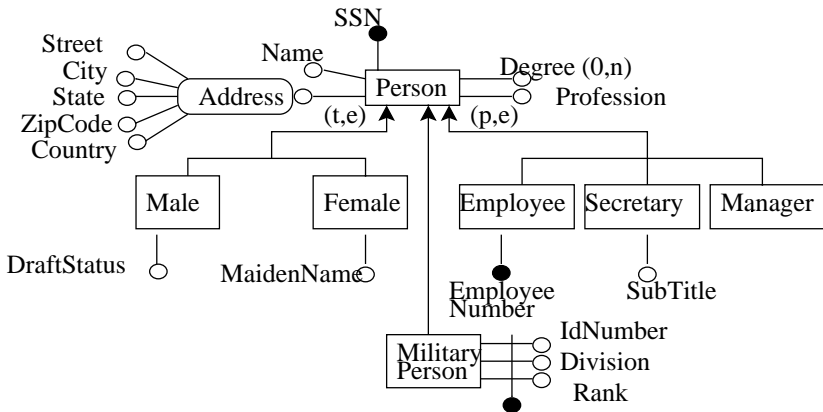 SSN
Street
Name
City
Degree (0,n)
State
Address
Person
Profession
ZipCode
(t,e)
(p,e)
Country
Male
Female
Employee
Secretary
Manager
DraftStatus
MaidenName
Employee
Number
SubTitle
IdNumber
Military
Person
Division
Rank